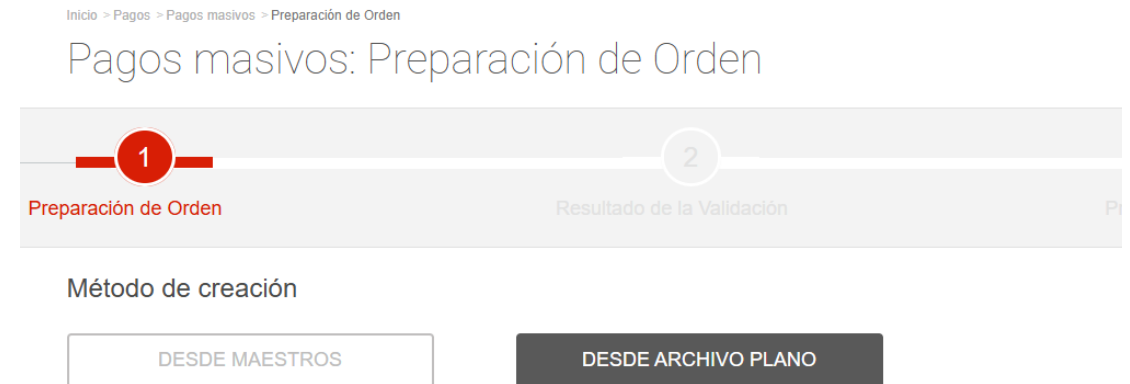 Inicio > Pagos > Pagos masivos > Preparación de Orden
Pagos masivos: Preparación de Orden
1
2
Preparación de Orden
Resultado de la Validación
Método de creación
DESDE MAESTROS
DESDE ARCHIVO PLANO